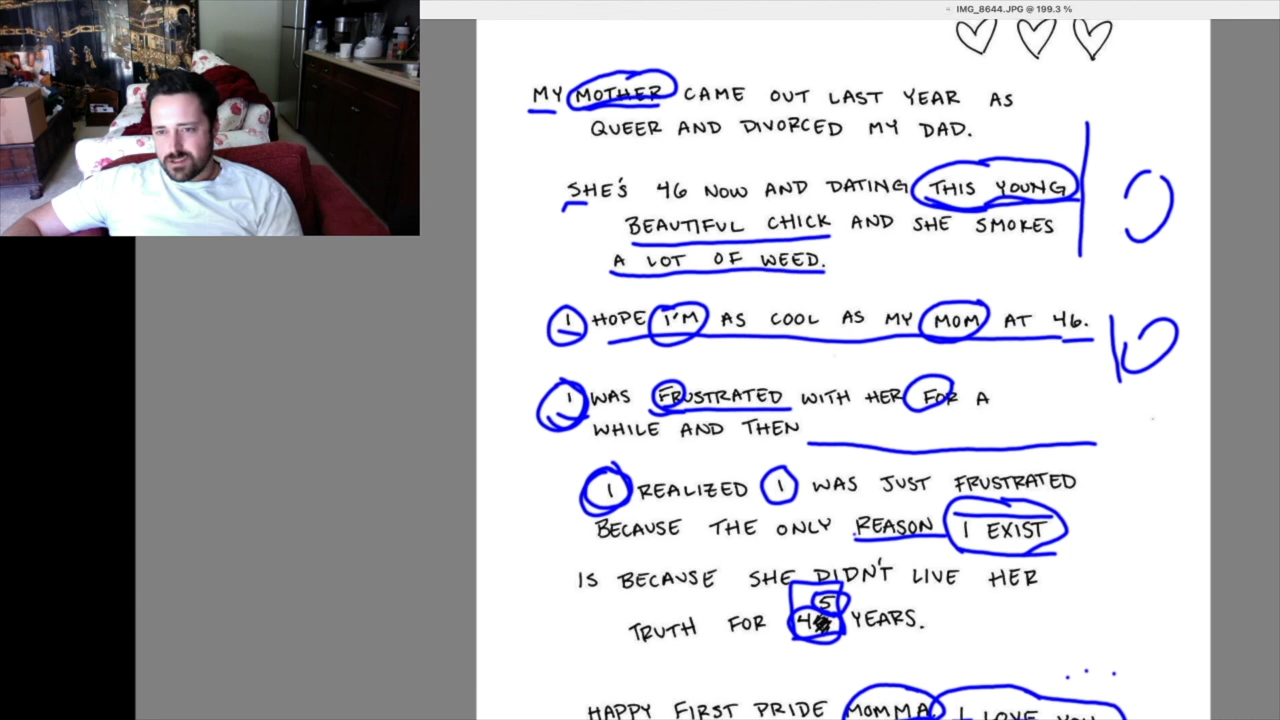 IMG_8644.JPG @ 199.3 %
MY MOTHER CAME OUT LAST YEAR AS
QUEER AND DIVORCED MY DAD.
SHE'S 46 NOW AND DATING THIS YOUNG
BEAUTIFUL CHICK AND SHE SMOKES
A LOT OF WEED.
I HOPE I'M AS COOL AS MY MOM AT 46.
I WAS FRUSTRATED WITH HER FOR A
WHILE AND THEN
I REALIZED I WAS JUST FRUSTRATED
BECAUSE THE ONLY REASON I EXIST
IS BECAUSE SHE DIDN'T LIVE HER
5
TRUTH FOR 4 YEARS.
HAPPY FIRST PRIDE MOMMA. I LOVE YOU